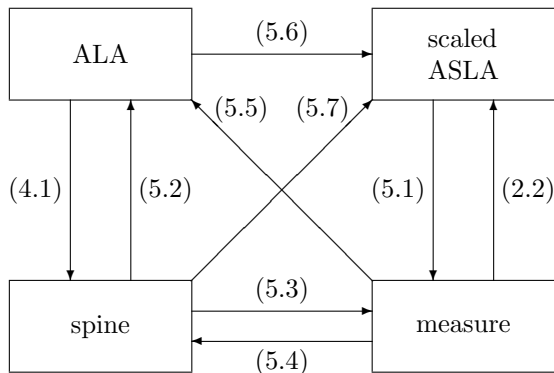 (5.6)
ALA
scaled
ASLA
(5.5)
(5.7)
(4.1)
(5.2)
(5.1)
(2.2)
(5.3)
spine
measure
(5.4)